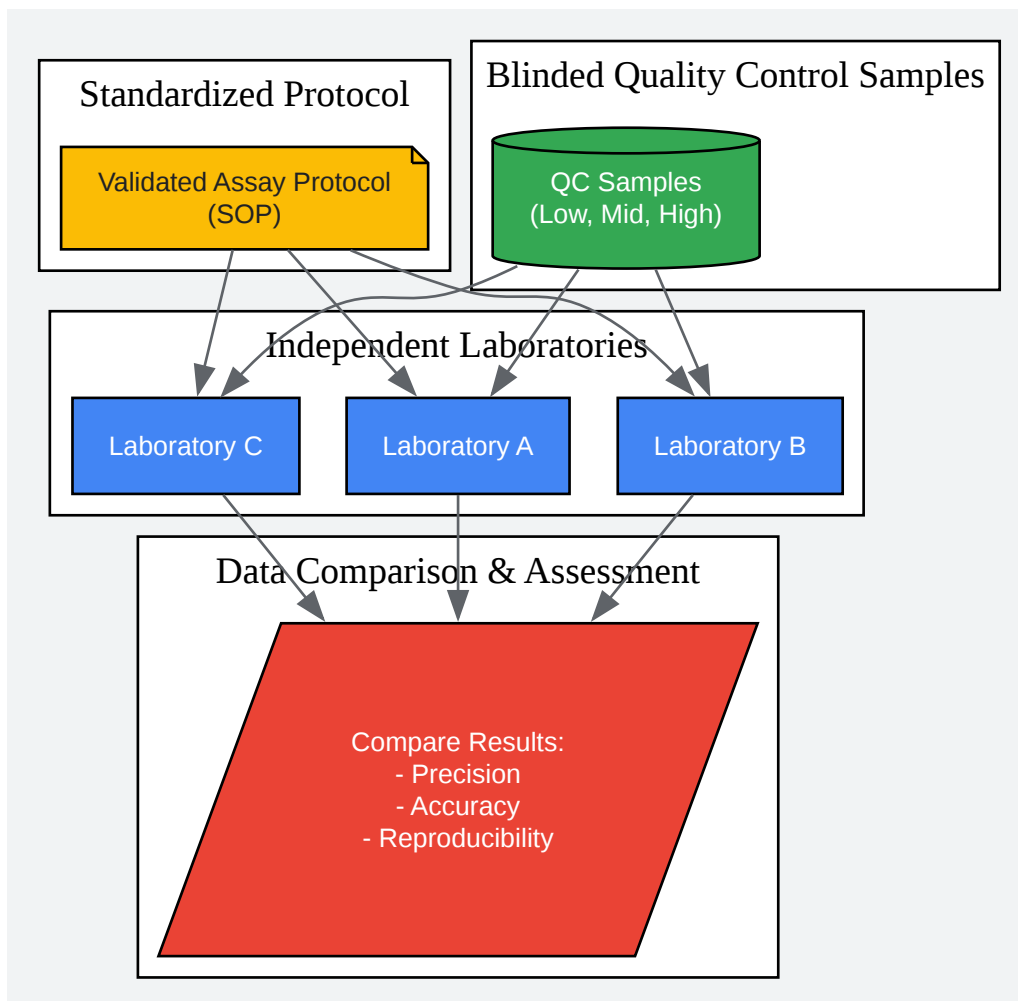 Standardized Protocol
Validated Assay Protocol
(SOP)
Blinded Quality Control Samples
QC Samples
(Low, Mid, High)
Independent Laboratories
Laboratory C
Laboratory A
Laboratory B
Data Comparison & Assessment
Compare Results:
- Precision
- Accuracy
- Reproducibility